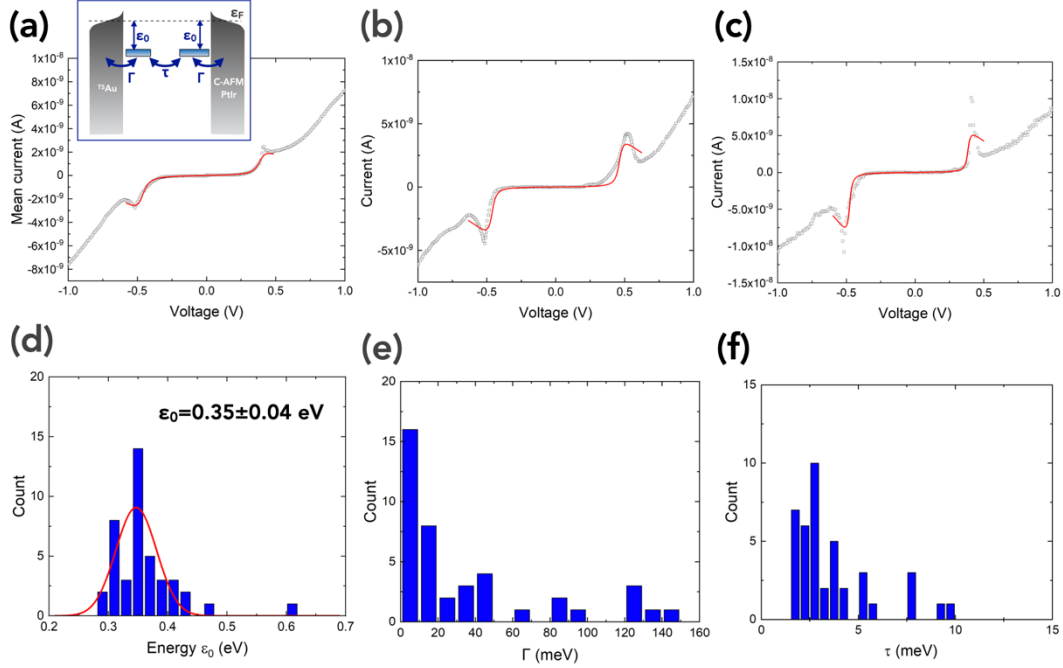 (a)
ε_F
ε₀
ε₀
Γ
τ
Γ
ᵀˢAu
C-AFM
PtIr
1x10⁻⁸
8x10⁻⁹
6x10⁻⁹
4x10⁻⁹
2x10⁻⁹
0
-2x10⁻⁹
-4x10⁻⁹
-6x10⁻⁹
-8x10⁻⁹
Mean current (A)
-1.0 -0.5 0.0 0.5 1.0
Voltage (V)
(b)
1x10⁻⁸
5x10⁻⁹
0
-5x10⁻⁹
Current (A)
-1.0 -0.5 0.0 0.5 1.0
Voltage (V)
(c)
1.5x10⁻⁸
1.0x10⁻⁸
5.0x10⁻⁹
0.0
-5.0x10⁻⁹
-1.0x10⁻⁸
-1.5x10⁻⁸
Current (A)
-1.0 -0.5 0.0 0.5 1.0
Voltage (V)
(d)
ε₀=0.35±0.04 eV
20
15
10
5
0
Count
0.2 0.3 0.4 0.5 0.6 0.7
Energy ε₀ (eV)
(e)
20
15
10
5
0
Count
0 20 40 60 80 100 120 140 160
Γ (meV)
(f)
15
10
5
0
Count
0 5 10 15
τ (meV)